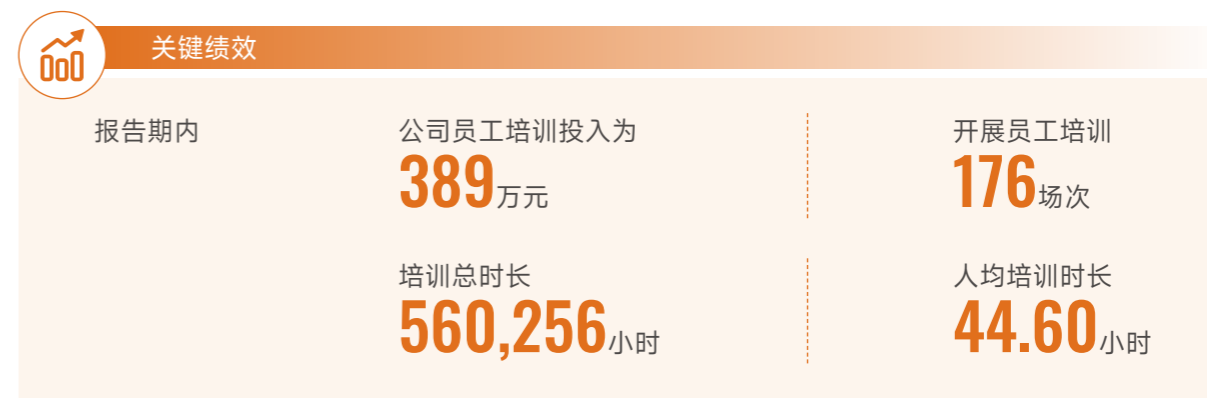 关键绩效
报告期内
公司员工培训投入为
389万元
开展员工培训
176场次
培训总时长
560,256小时
人均培训时长
44.60小时